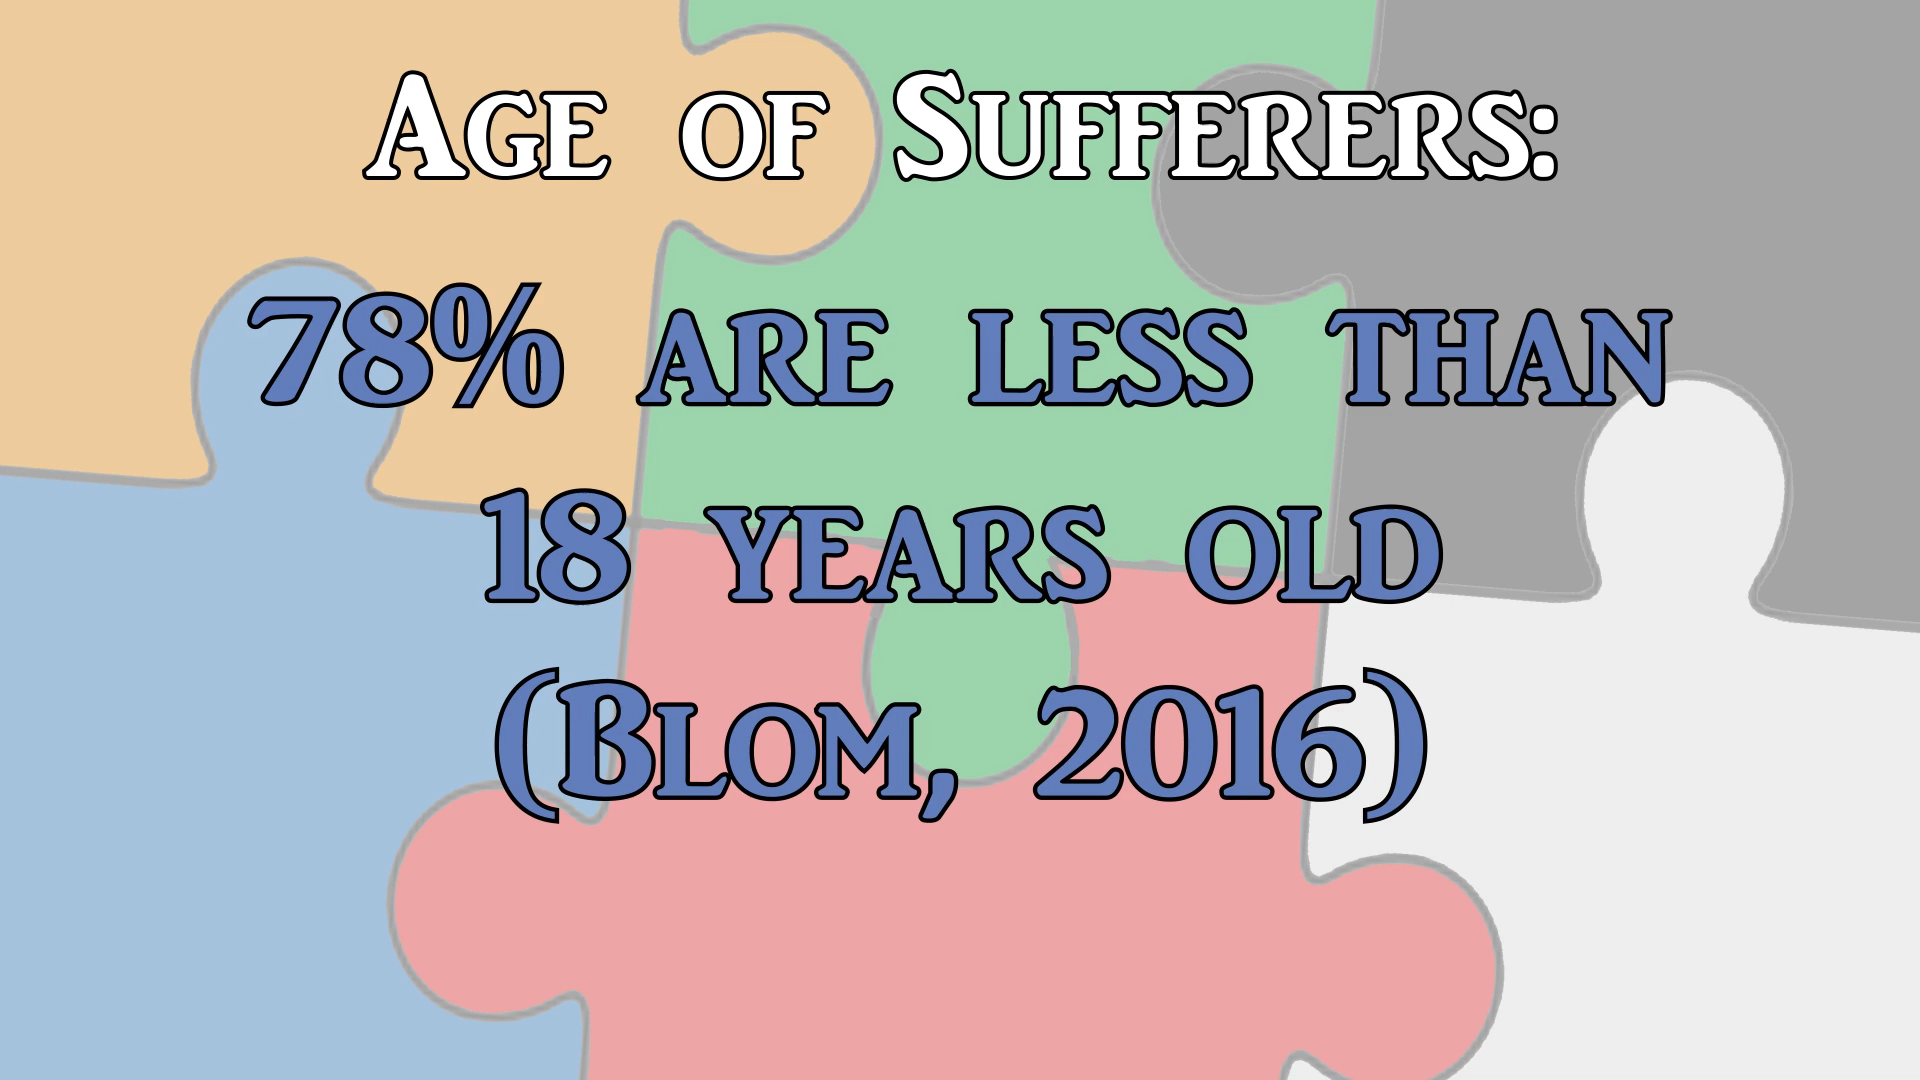 Age of Sufferers:
78% are less than
18 years old
(Blom, 2016)